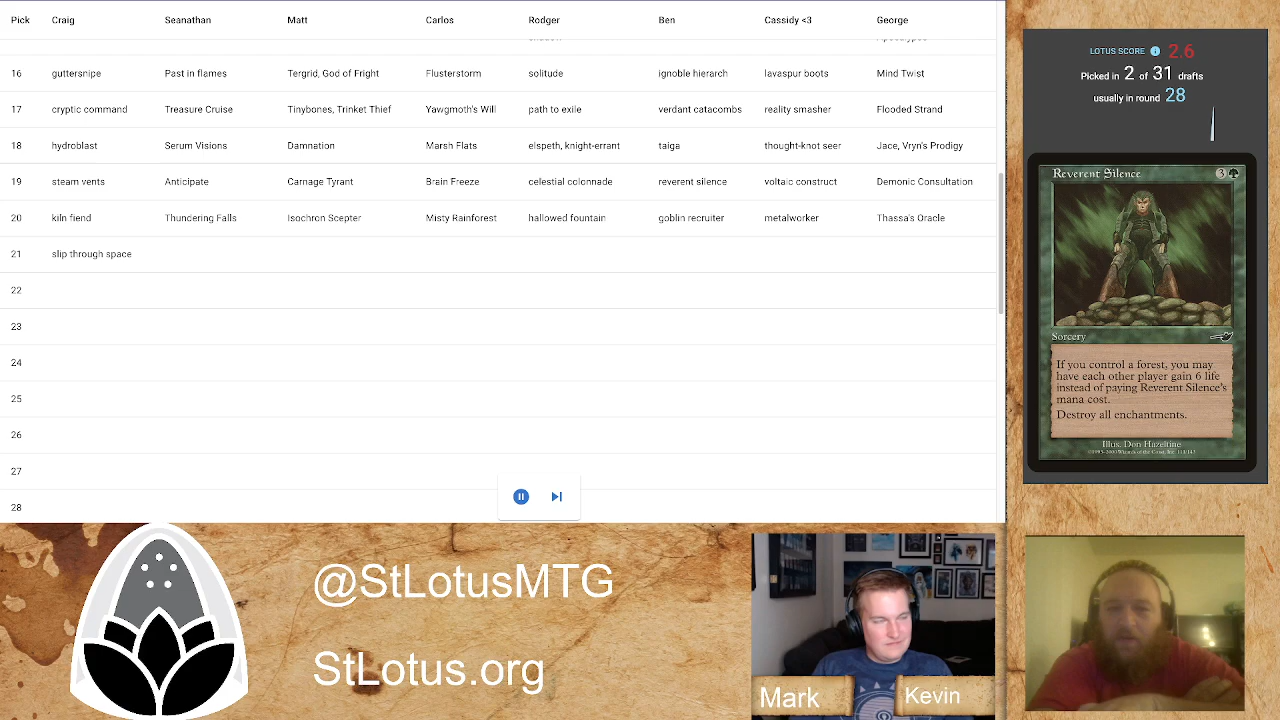 Pick Craig Seanathan Matt Carlos Rodger Ben Cassidy <3 George
16 guttersnipe Past in flames Tergrid, God of Fright Flusterstorm solitude ignoble hierarch lavaspur boots Mind Twist
17 cryptic command Treasure Cruise Tinybones, Trinket Thief Yawgmoth's Will path to exile verdant catacombs reality smasher Flooded Strand
18 hydroblast Serum Visions Damnation Marsh Flats elspeth, knight-errant taiga thought-knot seer Jace, Vryn's Prodigy
19 steam vents Anticipate Carnage Tyrant Brain Freeze celestial colonnade reverent silence voltaic construct Demonic Consultation
20 kiln fiend Thundering Falls Isochron Scepter Misty Rainforest hallowed fountain goblin recruiter metalworker Thassa's Oracle
21 slip through space
22
23
24
25
26
27
28
LOTUS SCORE 2.6
Picked in 2 of 31 drafts
usually in round 28
Reverent Silence 3
Sorcery
If you control a forest, you may
have each other player gain 6 life
instead of paying Reverent Silence's
mana cost.
Destroy all enchantments.
Illus. Don Hazeltine
@StLotusMTG
StLotus.org
Mark
Kevin